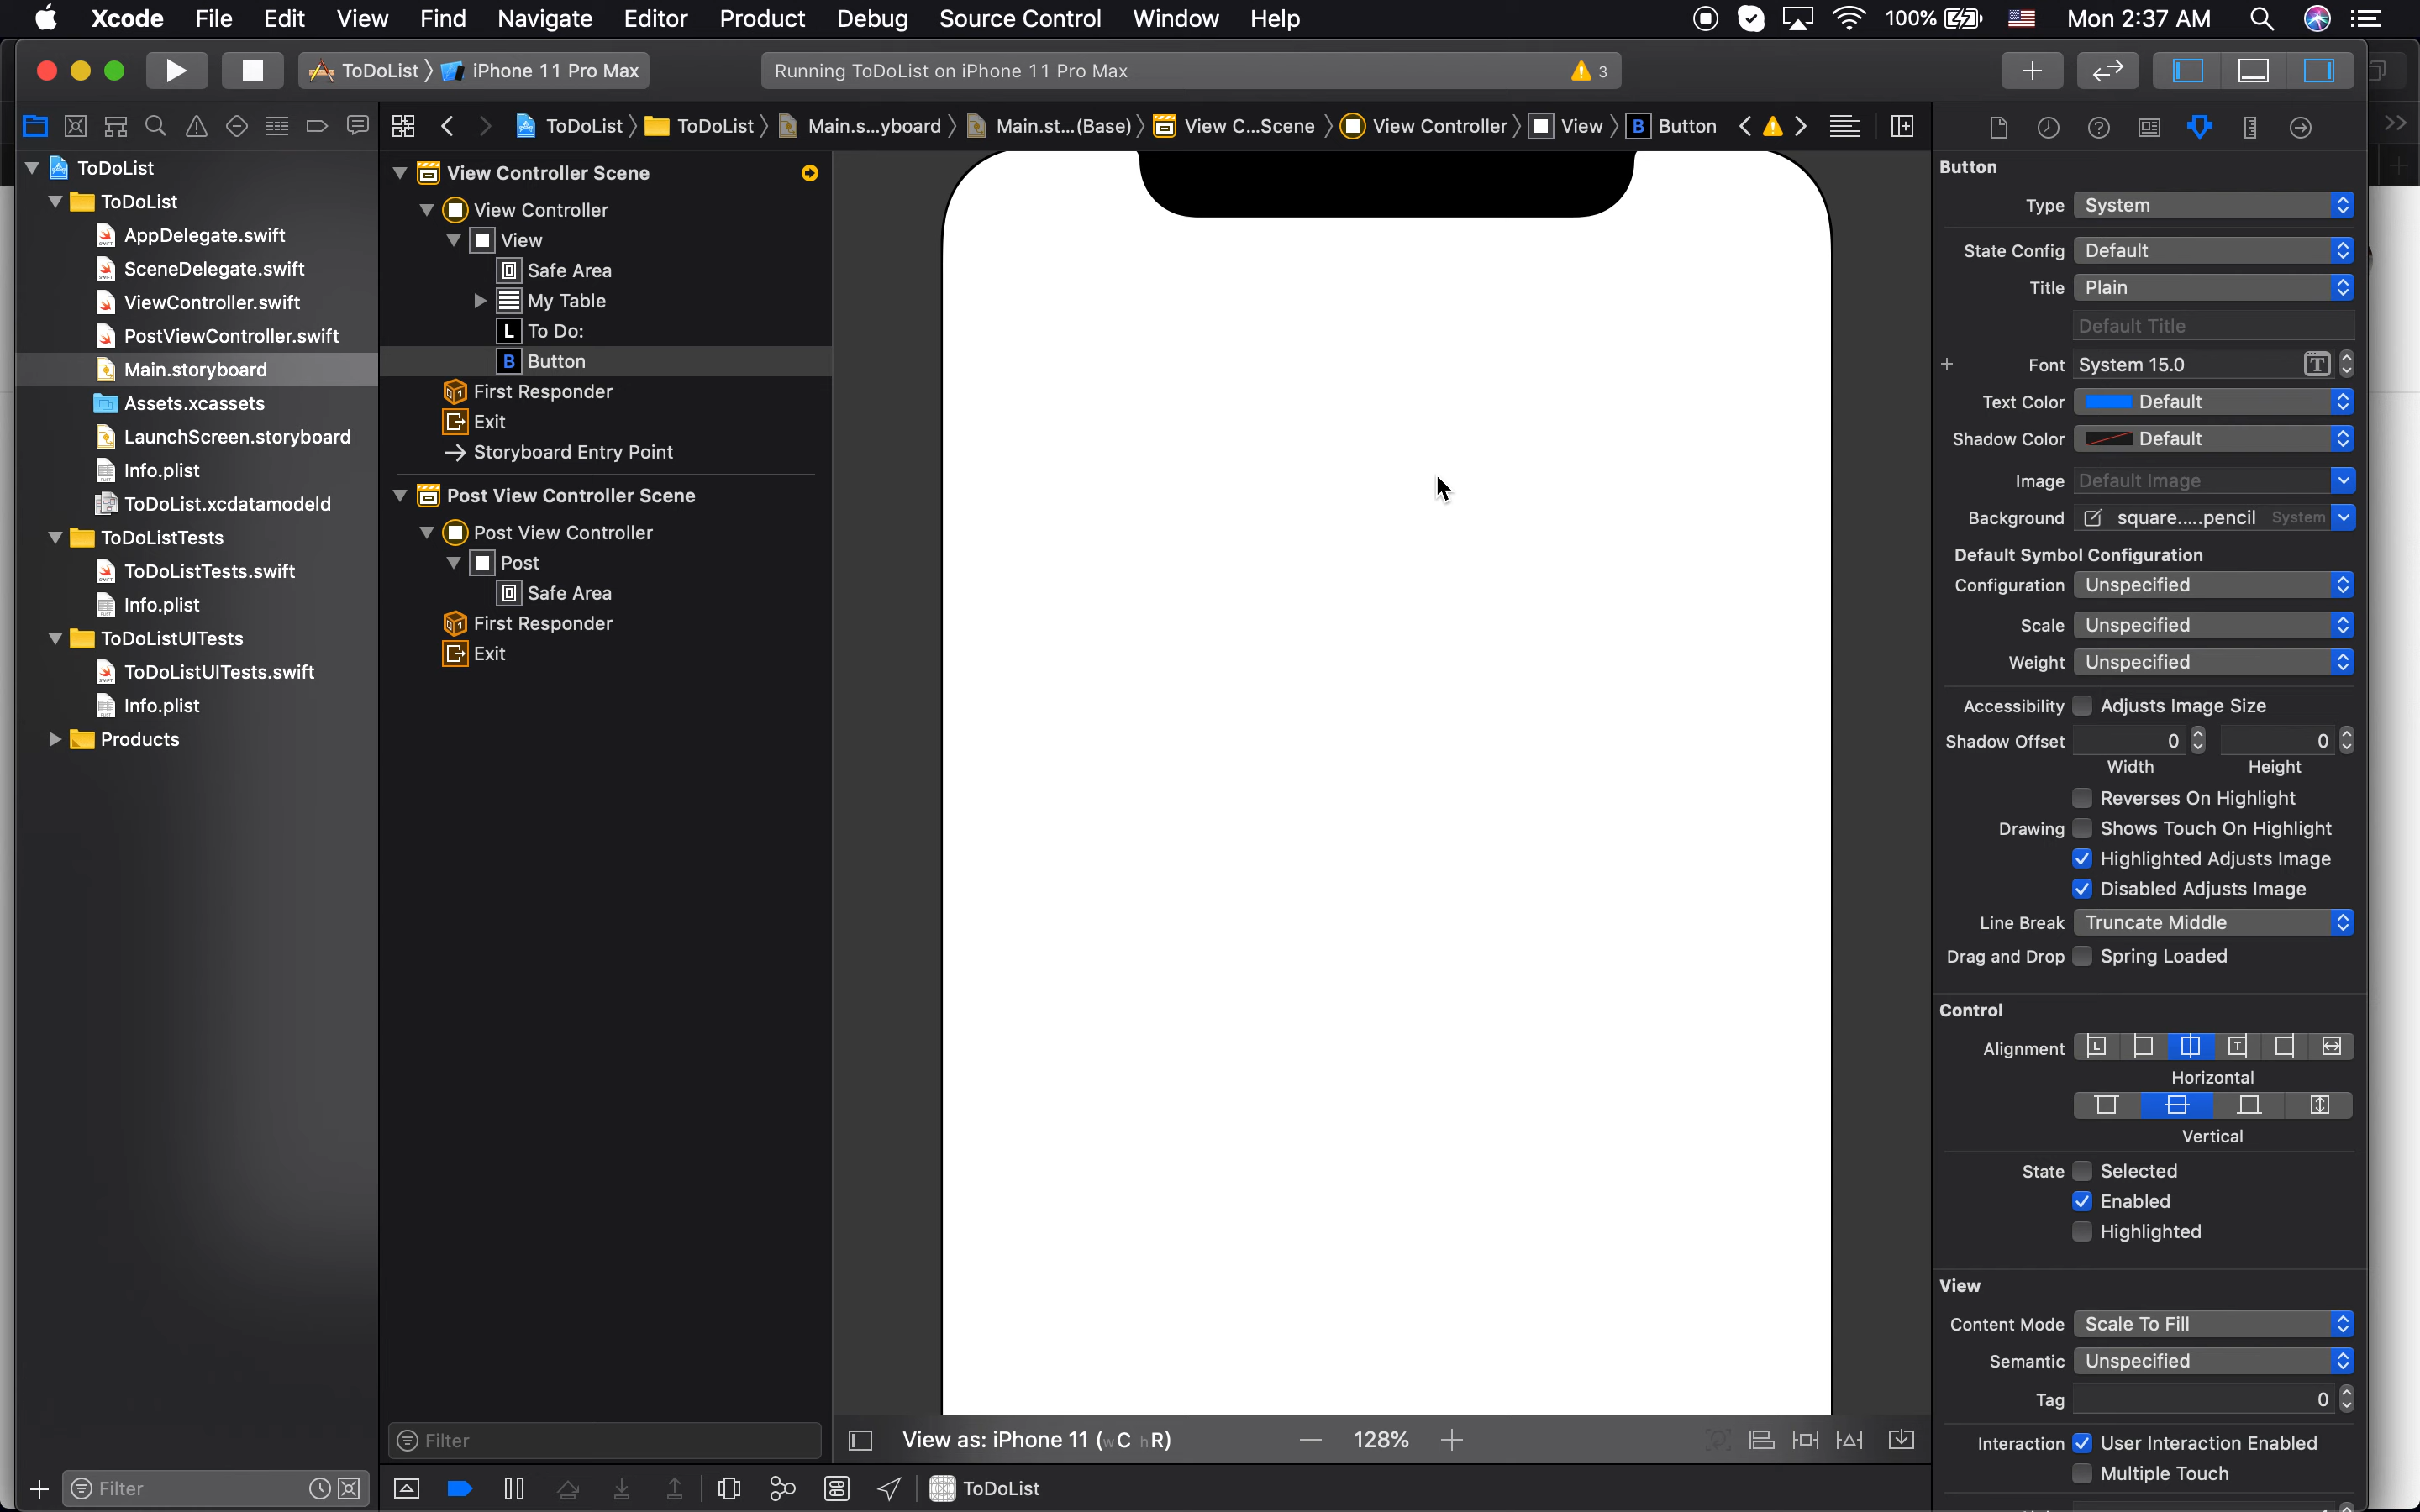 Xcode File Edit View Find Navigate Editor Product Debug Source Control Window Help 100% Mon 2:37 AM
ToDoList iPhone 11 Pro Max Running ToDoList on iPhone 11 Pro Max 3
ToDoList ToDoList Main.s...yboard Main.st...(Base) View C...Scene View Controller View B Button
ToDoList
ToDoList
AppDelegate.swift
SceneDelegate.swift
ViewController.swift
PostViewController.swift
Main.storyboard
Assets.xcassets
LaunchScreen.storyboard
Info.plist
ToDoList.xcdatamodeld
ToDoListTests
ToDoListTests.swift
Info.plist
ToDoListUITests
ToDoListUITests.swift
Info.plist
Products
Filter
View Controller Scene
View Controller
View
Safe Area
My Table
L To Do:
B Button
First Responder
Exit
Storyboard Entry Point
Post View Controller Scene
Post View Controller
Post
Safe Area
First Responder
Exit
Filter
View as: iPhone 11 (wC hR) 128%
ToDoList
Button
Type System
State Config Default
Title Plain
Default Title
Font System 15.0 T
Text Color Default
Shadow Color Default
Image Default Image
Background square.....pencil System
Default Symbol Configuration
Configuration Unspecified
Scale Unspecified
Weight Unspecified
Accessibility Adjusts Image Size
Shadow Offset 0 0
Width Height
Reverses On Highlight
Drawing Shows Touch On Highlight
Highlighted Adjusts Image
Disabled Adjusts Image
Line Break Truncate Middle
Drag and Drop Spring Loaded
Control
Alignment L T
Horizontal
Vertical
State Selected
Enabled
Highlighted
View
Content Mode Scale To Fill
Semantic Unspecified
Tag 0
Interaction User Interaction Enabled
Multiple Touch